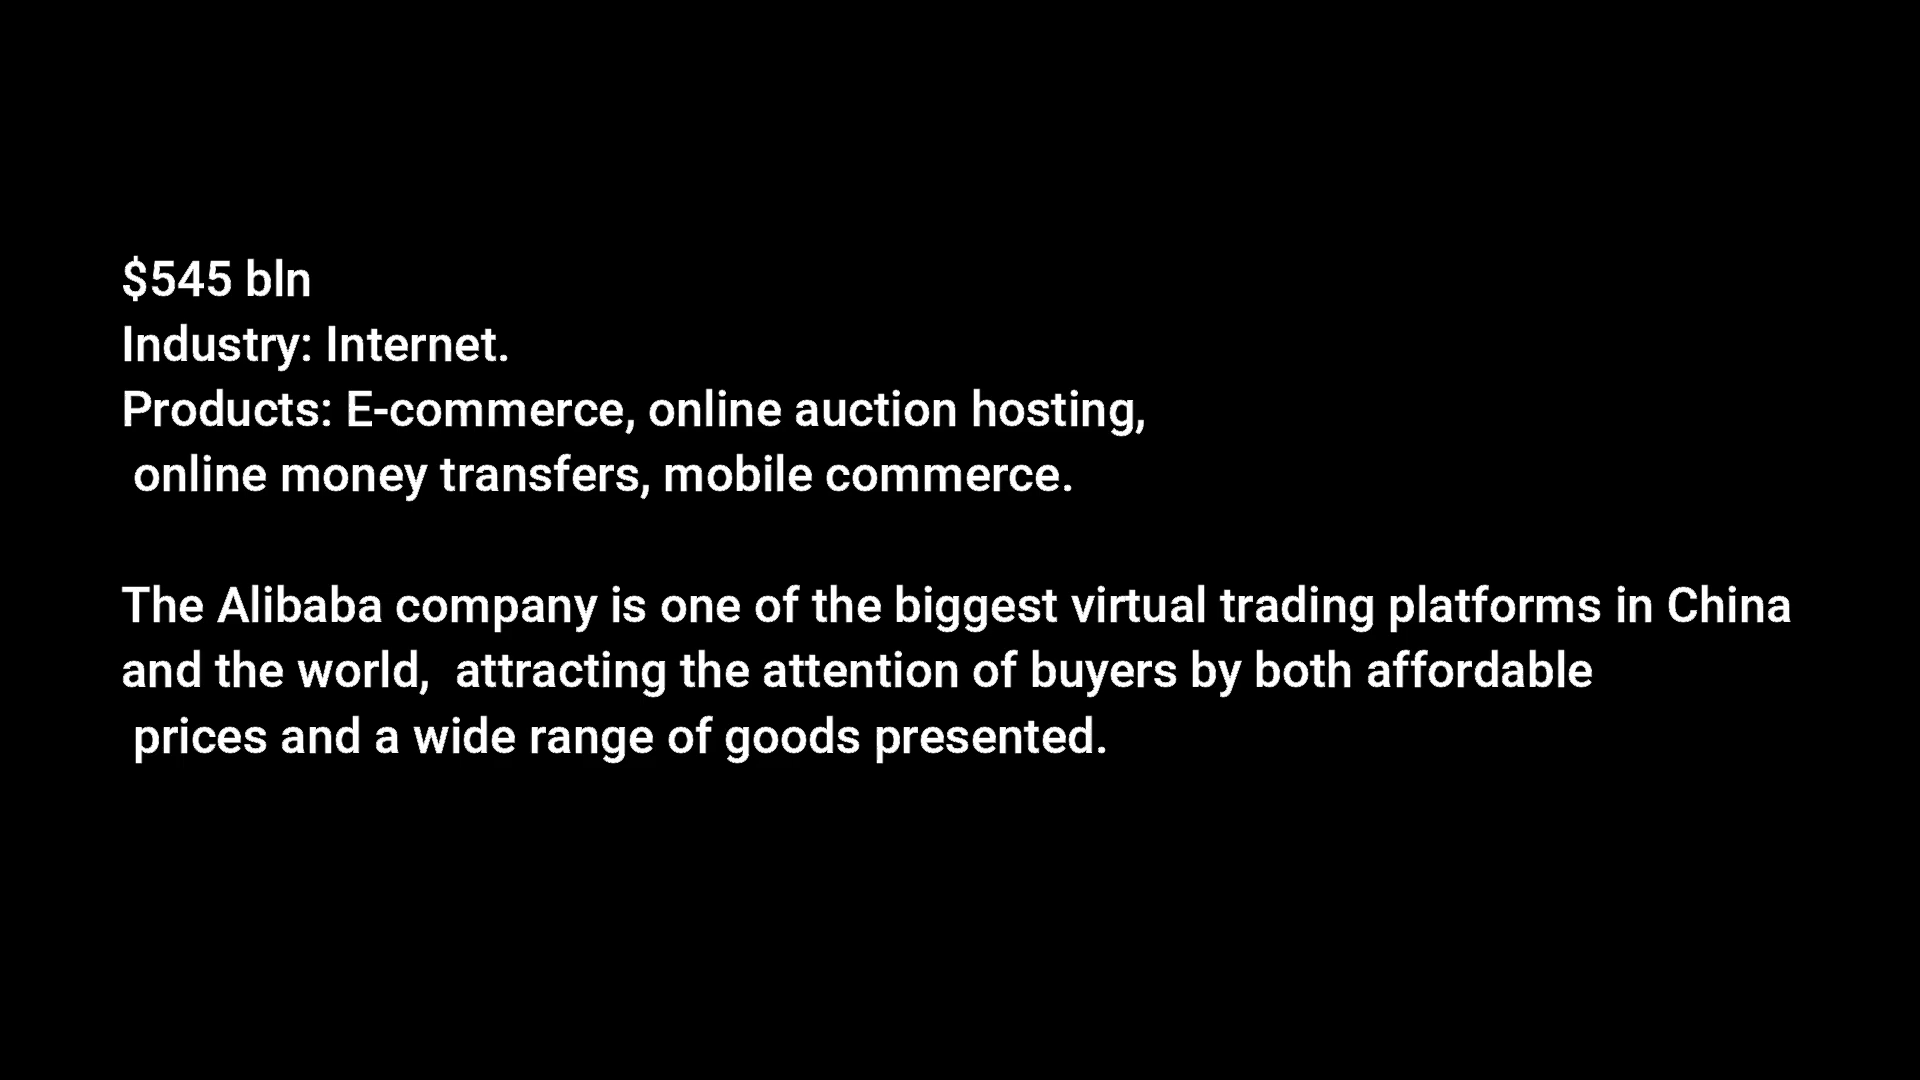 $545 bln
Industry: Internet.
Products: E-commerce, online auction hosting,
online money transfers, mobile commerce.
The Alibaba company is one of the biggest virtual trading platforms in China
and the world,  attracting the attention of buyers by both affordable
prices and a wide range of goods presented.